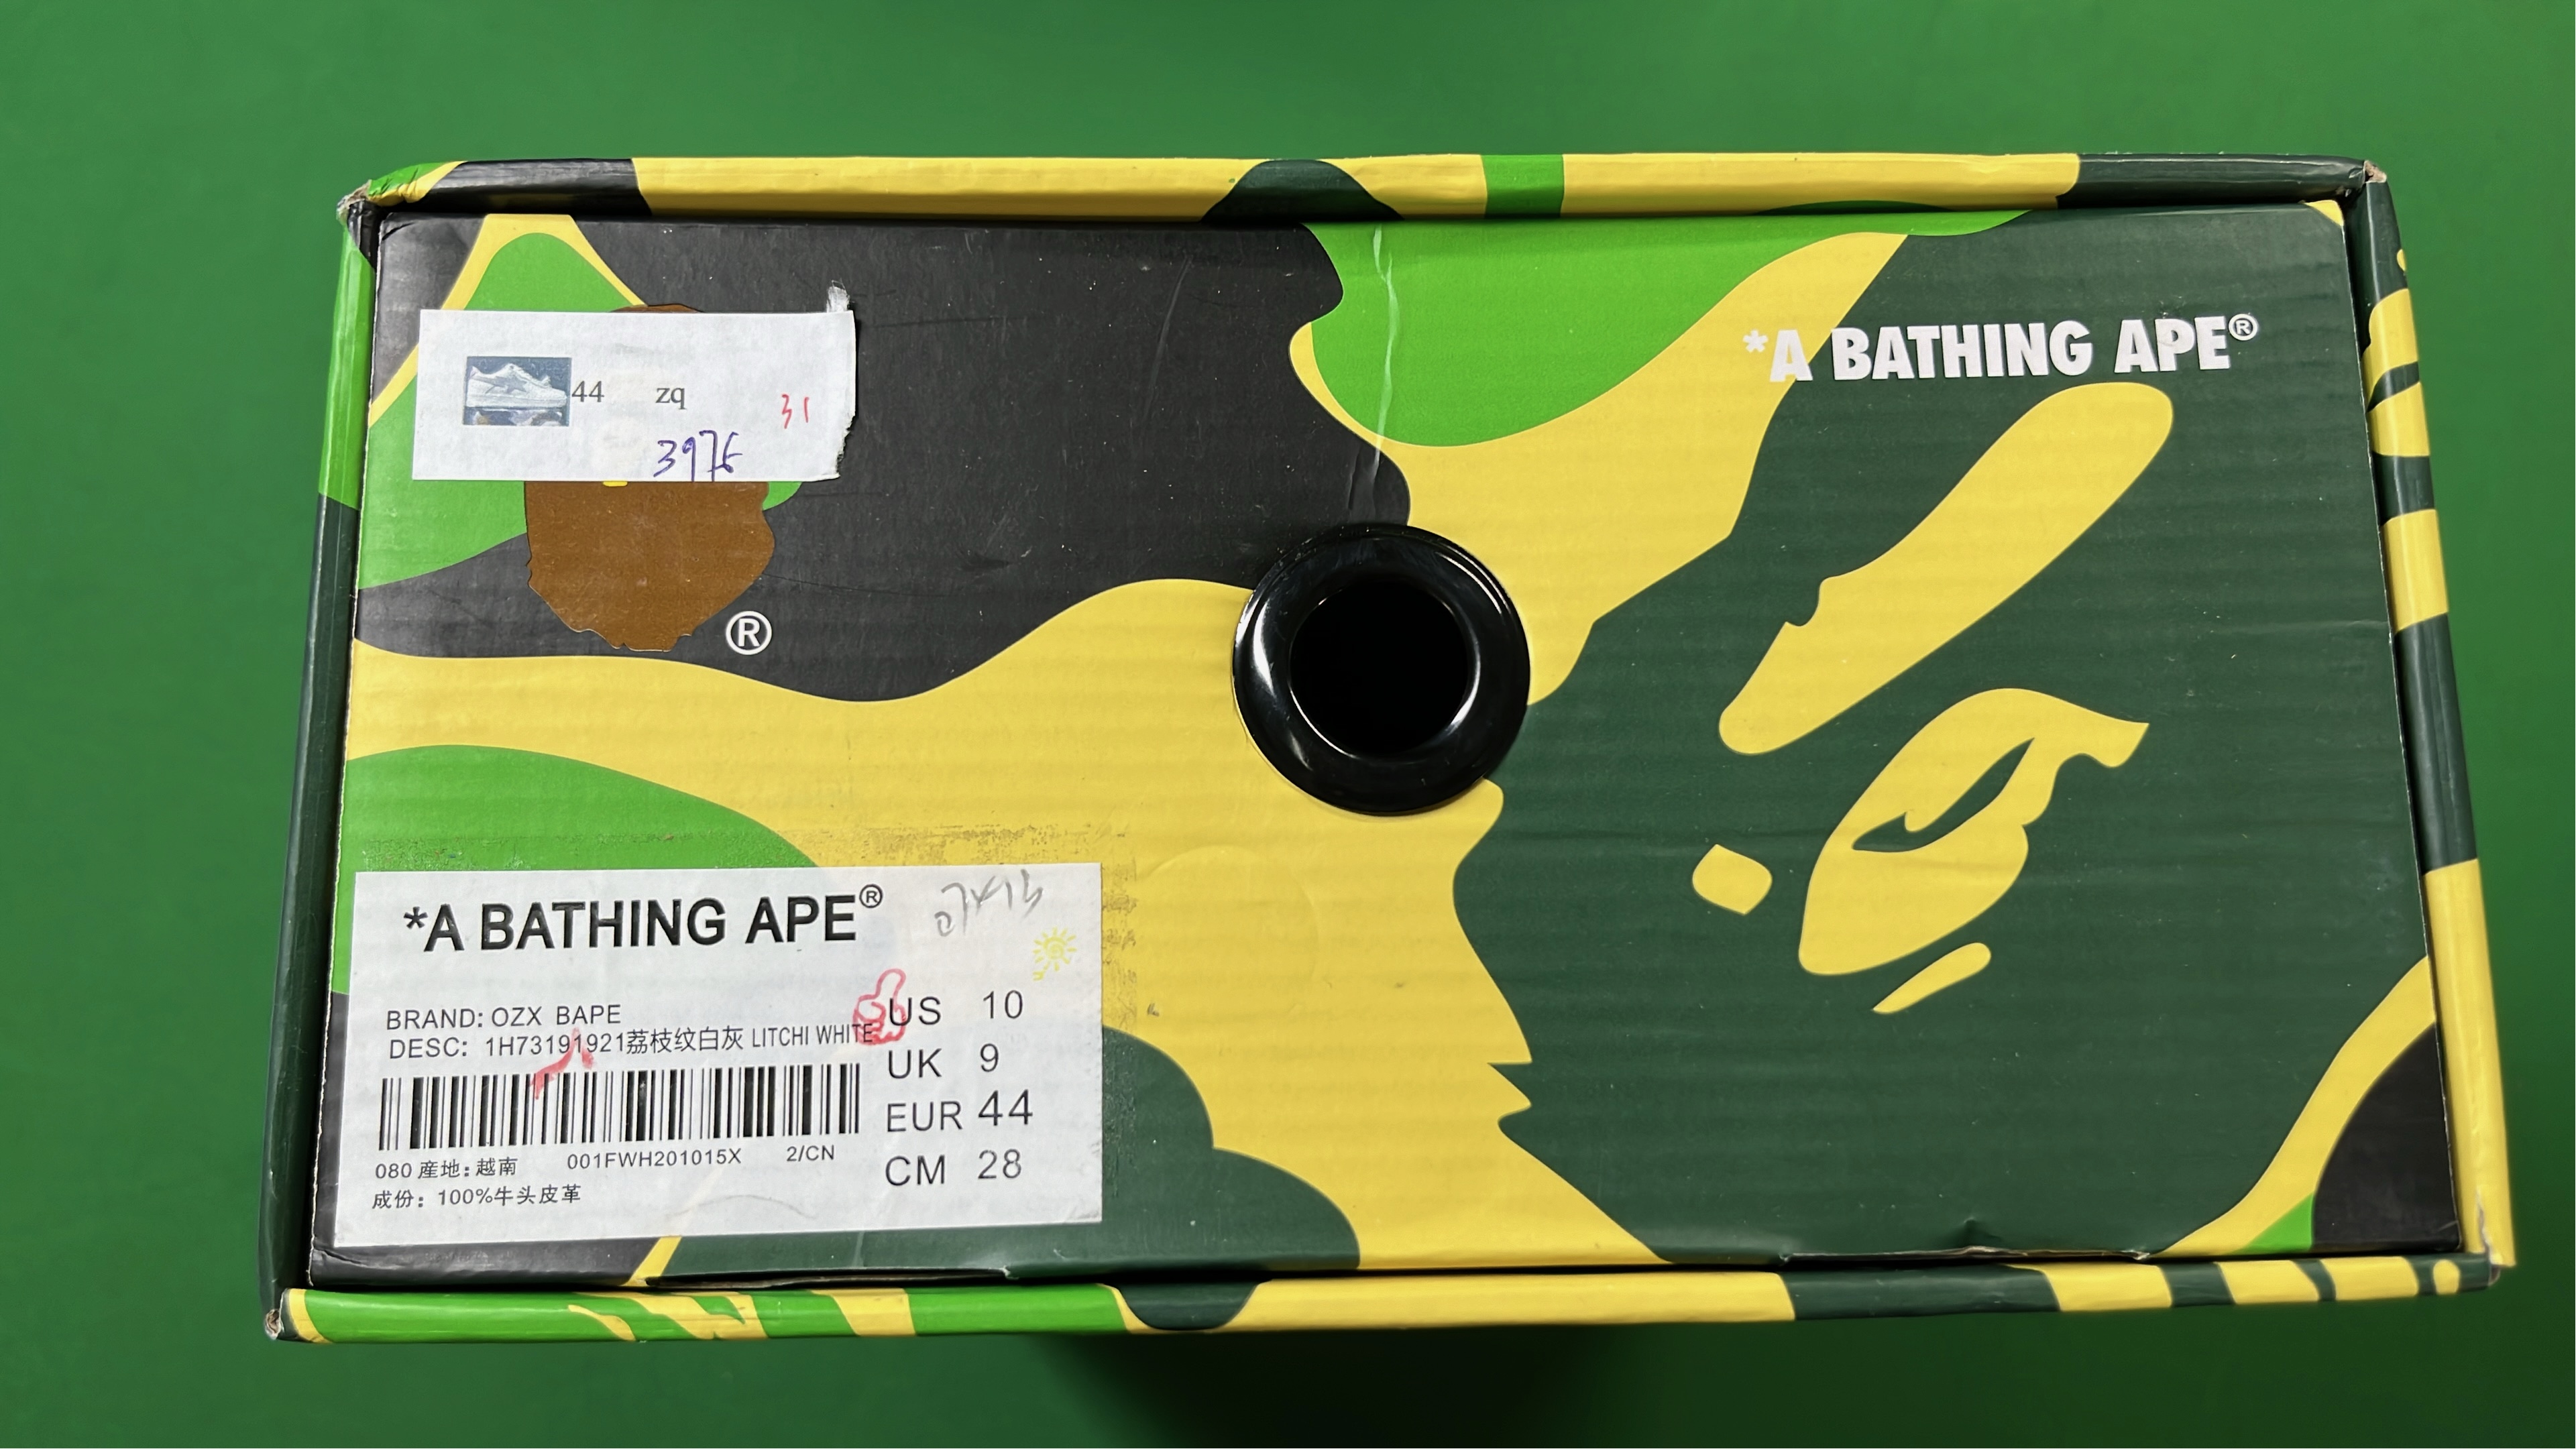 *A BATHING APE®
44 zq 31
3975
®
*A BATHING APE®
BRAND: OZX BAPE
DESC: 1H73191921荔枝纹白灰 LITCHI WHITE
US 10
UK 9
EUR 44
CM 28
080 産地: 越南 001FWH201015X 2/CN
成份: 100%牛头皮革